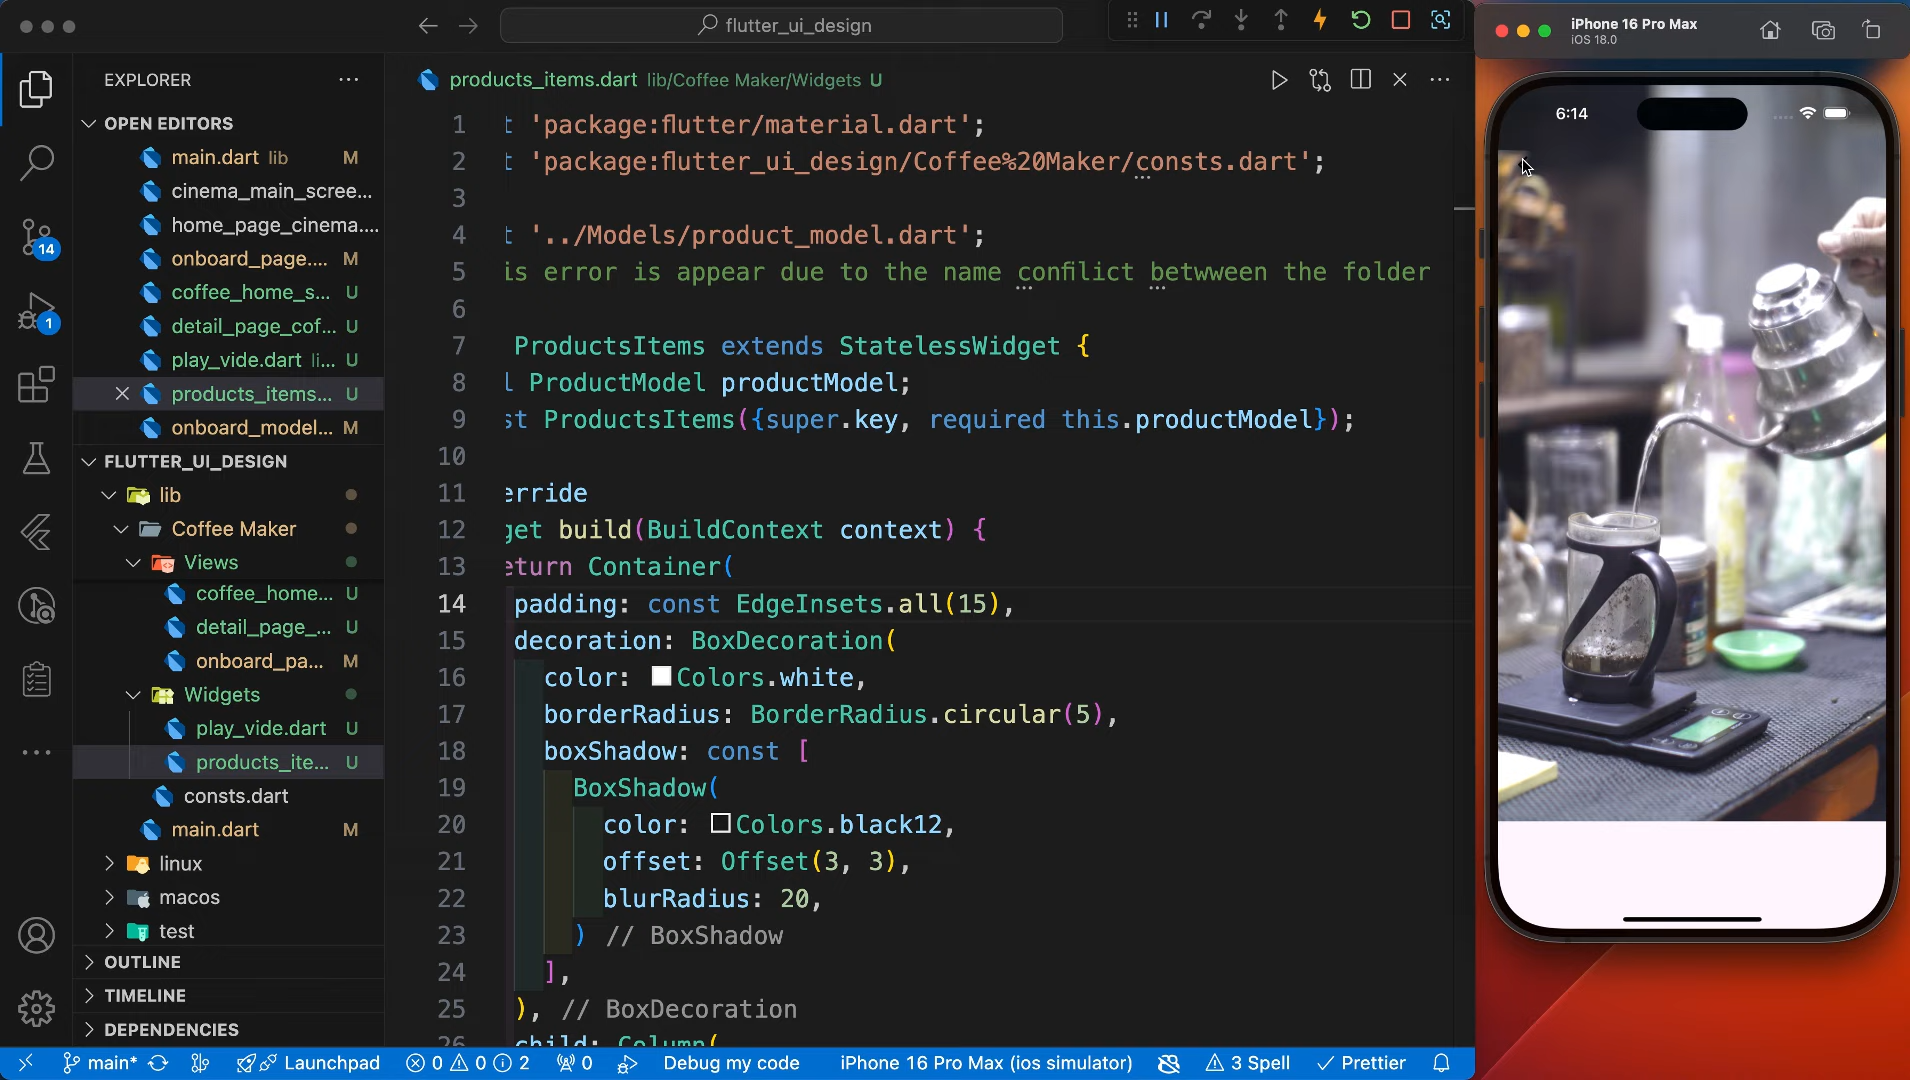 flutter_ui_design
iPhone 16 Pro Max
iOS 18.0
EXPLORER
OPEN EDITORS
main.dart lib M
cinema_main_scree...
home_page_cinema....
onboard_page.... M
coffee_home_s... U
detail_page_cof... U
play_vide.dart li... U
products_items... U
onboard_model... M
FLUTTER_UI_DESIGN
lib
Coffee Maker
Views
coffee_home... U
detail_page_... U
onboard_pa... M
Widgets
play_vide.dart U
products_ite... U
consts.dart
main.dart M
linux
macos
test
OUTLINE
TIMELINE
DEPENDENCIES
14
1
products_items.dart lib/Coffee Maker/Widgets U
1 t 'package:flutter/material.dart';
2 t 'package:flutter_ui_design/Coffee%20Maker/consts.dart';
3
4 t '../Models/product_model.dart';
5 is error is appear due to the name confilict betwween the folder
6
7 ProductsItems extends StatelessWidget {
8 l ProductModel productModel;
9 st ProductsItems({super.key, required this.productModel});
10
11 erride
12 get build(BuildContext context) {
13 eturn Container(
14 padding: const EdgeInsets.all(15),
15 decoration: BoxDecoration(
16 color: Colors.white,
17 borderRadius: BorderRadius.circular(5),
18 boxShadow: const [
19 BoxShadow(
20 color: Colors.black12,
21 offset: Offset(3, 3),
22 blurRadius: 20,
23 ) // BoxShadow
24 ],
25 ), // BoxDecoration
26 child: Column(
6:14
main* Launchpad 0 0 2 0 Debug my code iPhone 16 Pro Max (ios simulator) 3 Spell Prettier